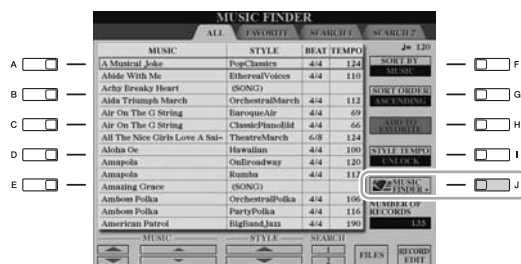 MUSIC FINDER
ALL FAVORITE SEARCH 1 SEARCH 2
MUSIC STYLE BEAT TEMPO
♩= 120
A Musical Joke PopClassics 4/4 124
Abide With Me EtherealVoices 4/4 110
Achy Breaky Heart (SONG)
Aida Triumph March OrchestralMarch 4/4 112
Air On The G String BaroqueAir 4/4 69
Air On The G String ClassicPianoBld 4/4 66
All The Nice Girls Love A Sai~ TheatreMarch 6/8 124
Aloha Oe Hawaiian 4/4 100
Amapola OnBroadway 4/4 120
Amapola Rumba 4/4 112
Amazing Grace (SONG)
Amboss Polka OrchestralPolka 4/4 106
Amboss Polka PartyPolka 4/4 116
American Patrol BigBandJazz 4/4 190
SORT BY
MUSIC
SORT ORDER
ASCENDING
ADD TO
FAVORITE
STYLE TEMPO
UNLOCK
MUSIC
FINDER +
NUMBER OF
RECORDS
135
MUSIC STYLE SEARCH
1
2
FILES
RECORD
EDIT
A
B
C
D
E
F
G
H
I
J